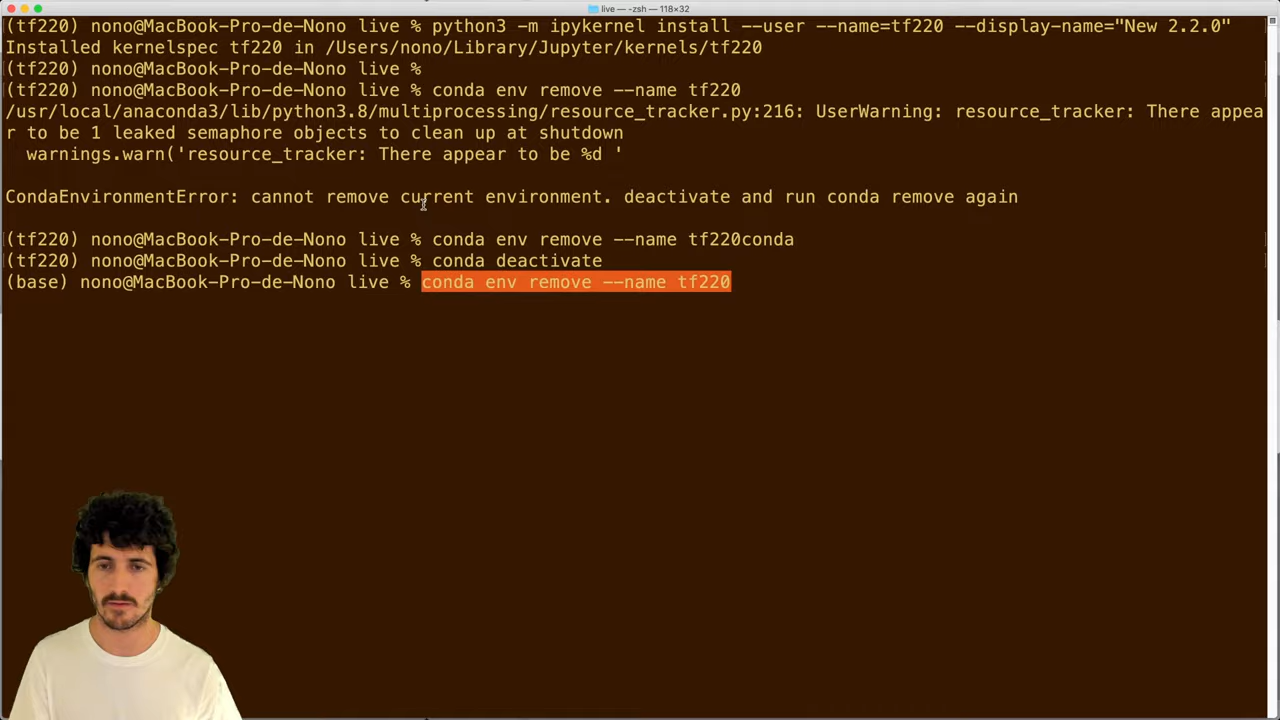 live — -zsh — 118×32
(tf220) nono@MacBook-Pro-de-Nono live % python3 -m ipykernel install --user --name=tf220 --display-name="New 2.2.0"
Installed kernelspec tf220 in /Users/nono/Library/Jupyter/kernels/tf220
(tf220) nono@MacBook-Pro-de-Nono live %
(tf220) nono@MacBook-Pro-de-Nono live % conda env remove --name tf220
/usr/local/anaconda3/lib/python3.8/multiprocessing/resource_tracker.py:216: UserWarning: resource_tracker: There appea
r to be 1 leaked semaphore objects to clean up at shutdown
  warnings.warn('resource_tracker: There appear to be %d '
CondaEnvironmentError: cannot remove current environment. deactivate and run conda remove again
(tf220) nono@MacBook-Pro-de-Nono live % conda env remove --name tf220conda
(tf220) nono@MacBook-Pro-de-Nono live % conda deactivate
(base) nono@MacBook-Pro-de-Nono live % conda env remove --name tf220